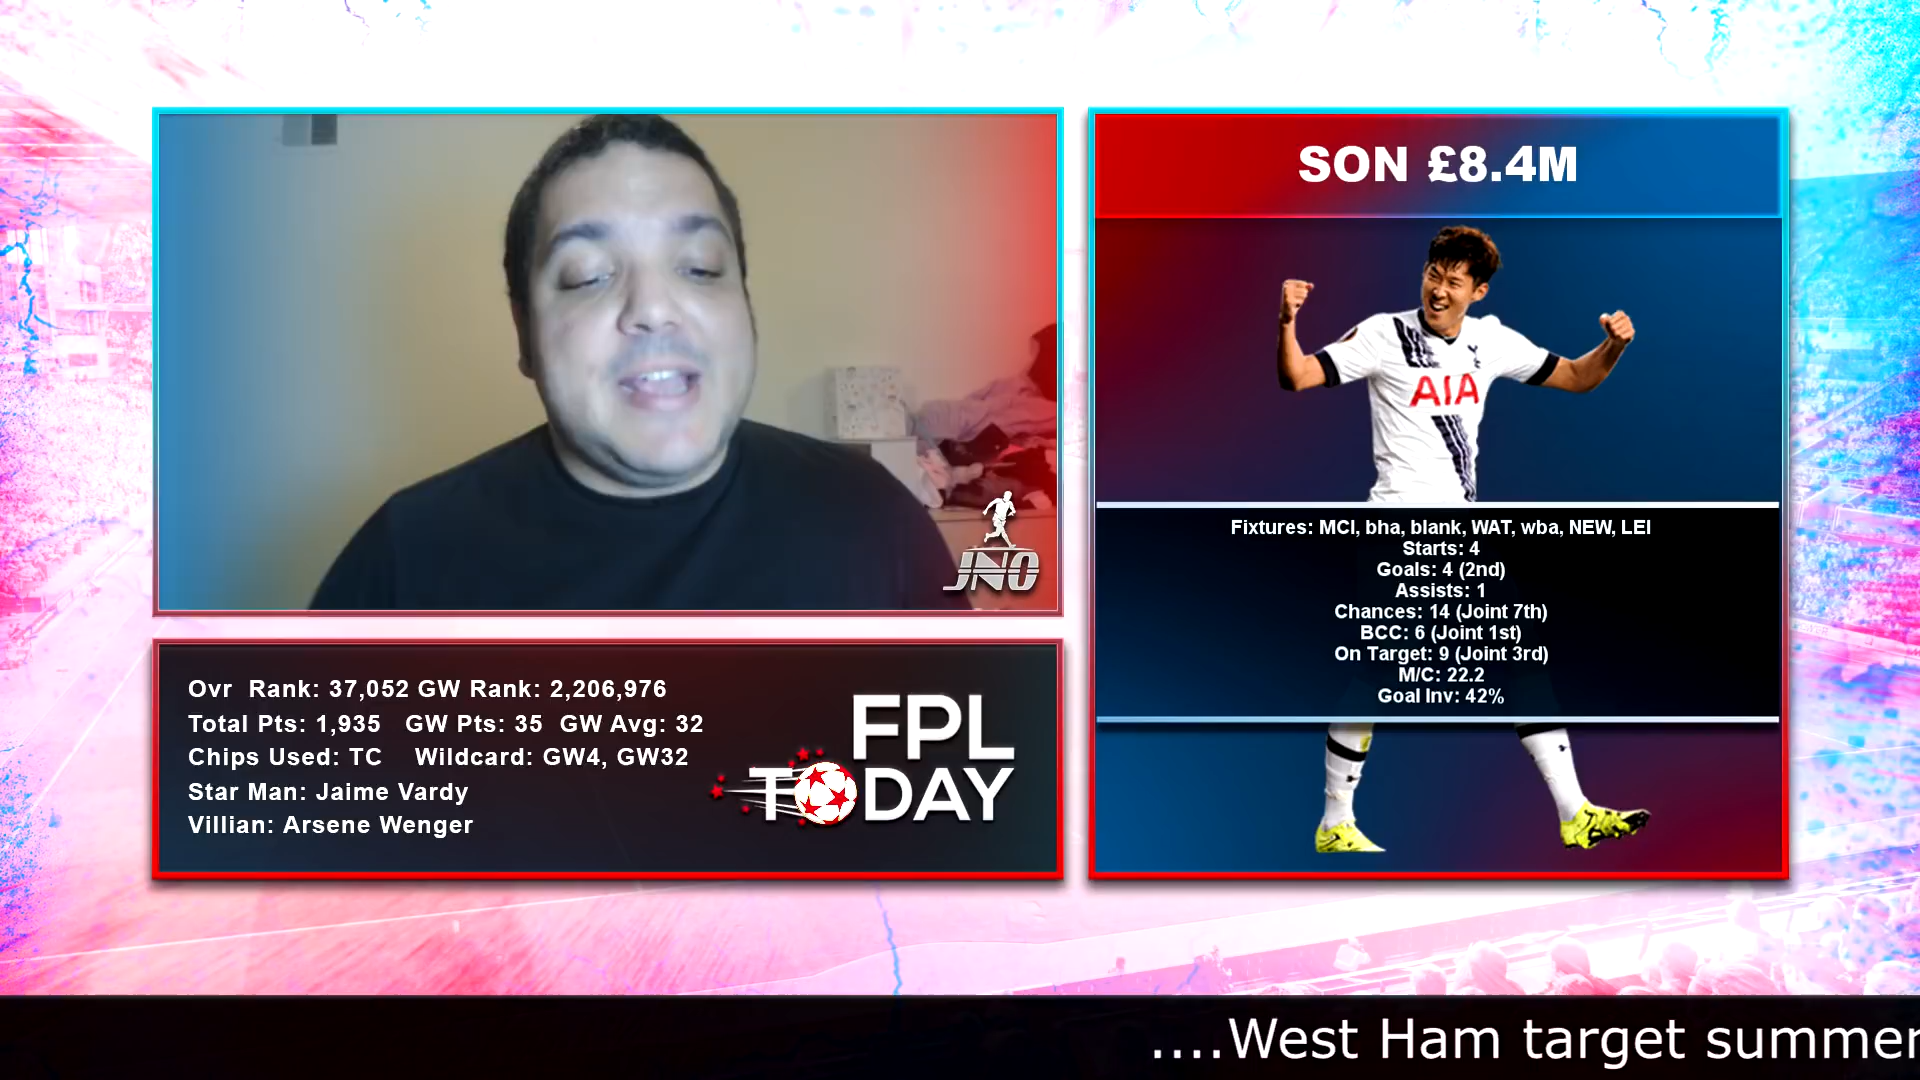 SON £8.4M
AIA
Fixtures: MCI, bha, blank, WAT, wba, NEW, LEI
Starts: 4
Goals: 4 (2nd)
Assists: 1
Chances: 14 (Joint 7th)
BCC: 6 (Joint 1st)
On Target: 9 (Joint 3rd)
M/C: 22.2
Goal Inv: 42%
JNO
Ovr Rank: 37,052 GW Rank: 2,206,976
Total Pts: 1,935 GW Pts: 35 GW Avg: 32
Chips Used: TC Wildcard: GW4, GW32
Star Man: Jaime Vardy
Villian: Arsene Wenger
FPL
TODAY
....West Ham target summer